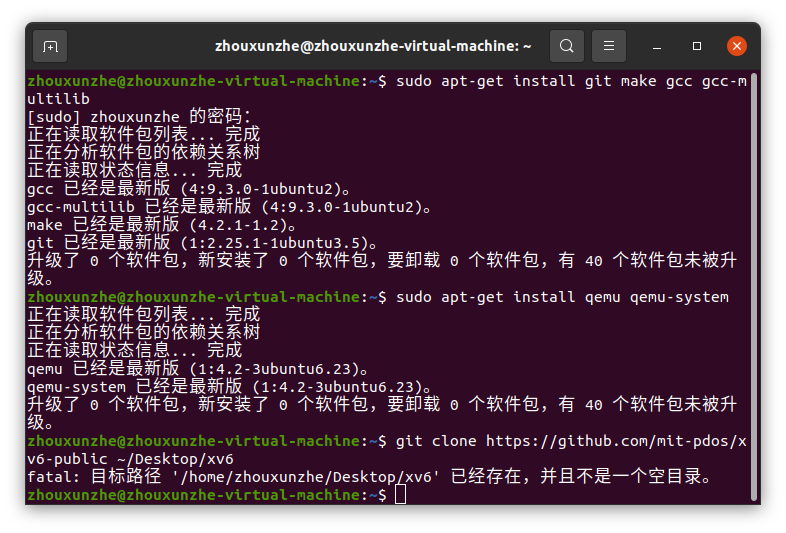 zhouxunzhe@zhouxunzhe-virtual-machine: ~
zhouxunzhe@zhouxunzhe-virtual-machine:~$ sudo apt-get install git make gcc gcc-m
ultilib
[sudo] zhouxunzhe 的密码:
正在读取软件包列表... 完成
正在分析软件包的依赖关系树
正在读取状态信息... 完成
gcc 已经是最新版 (4:9.3.0-1ubuntu2)。
gcc-multilib 已经是最新版 (4:9.3.0-1ubuntu2)。
make 已经是最新版 (4.2.1-1.2)。
git 已经是最新版 (1:2.25.1-1ubuntu3.5)。
升级了 0 个软件包，新安装了 0 个软件包，要卸载 0 个软件包，有 40 个软件包未被升
级。
zhouxunzhe@zhouxunzhe-virtual-machine:~$ sudo apt-get install qemu qemu-system
正在读取软件包列表... 完成
正在分析软件包的依赖关系树
正在读取状态信息... 完成
qemu 已经是最新版 (1:4.2-3ubuntu6.23)。
qemu-system 已经是最新版 (1:4.2-3ubuntu6.23)。
升级了 0 个软件包，新安装了 0 个软件包，要卸载 0 个软件包，有 40 个软件包未被升
级。
zhouxunzhe@zhouxunzhe-virtual-machine:~$ git clone https://github.com/mit-pdos/x
v6-public ~/Desktop/xv6
fatal: 目标路径 '/home/zhouxunzhe/Desktop/xv6' 已经存在，并且不是一个空目录。
zhouxunzhe@zhouxunzhe-virtual-machine:~$